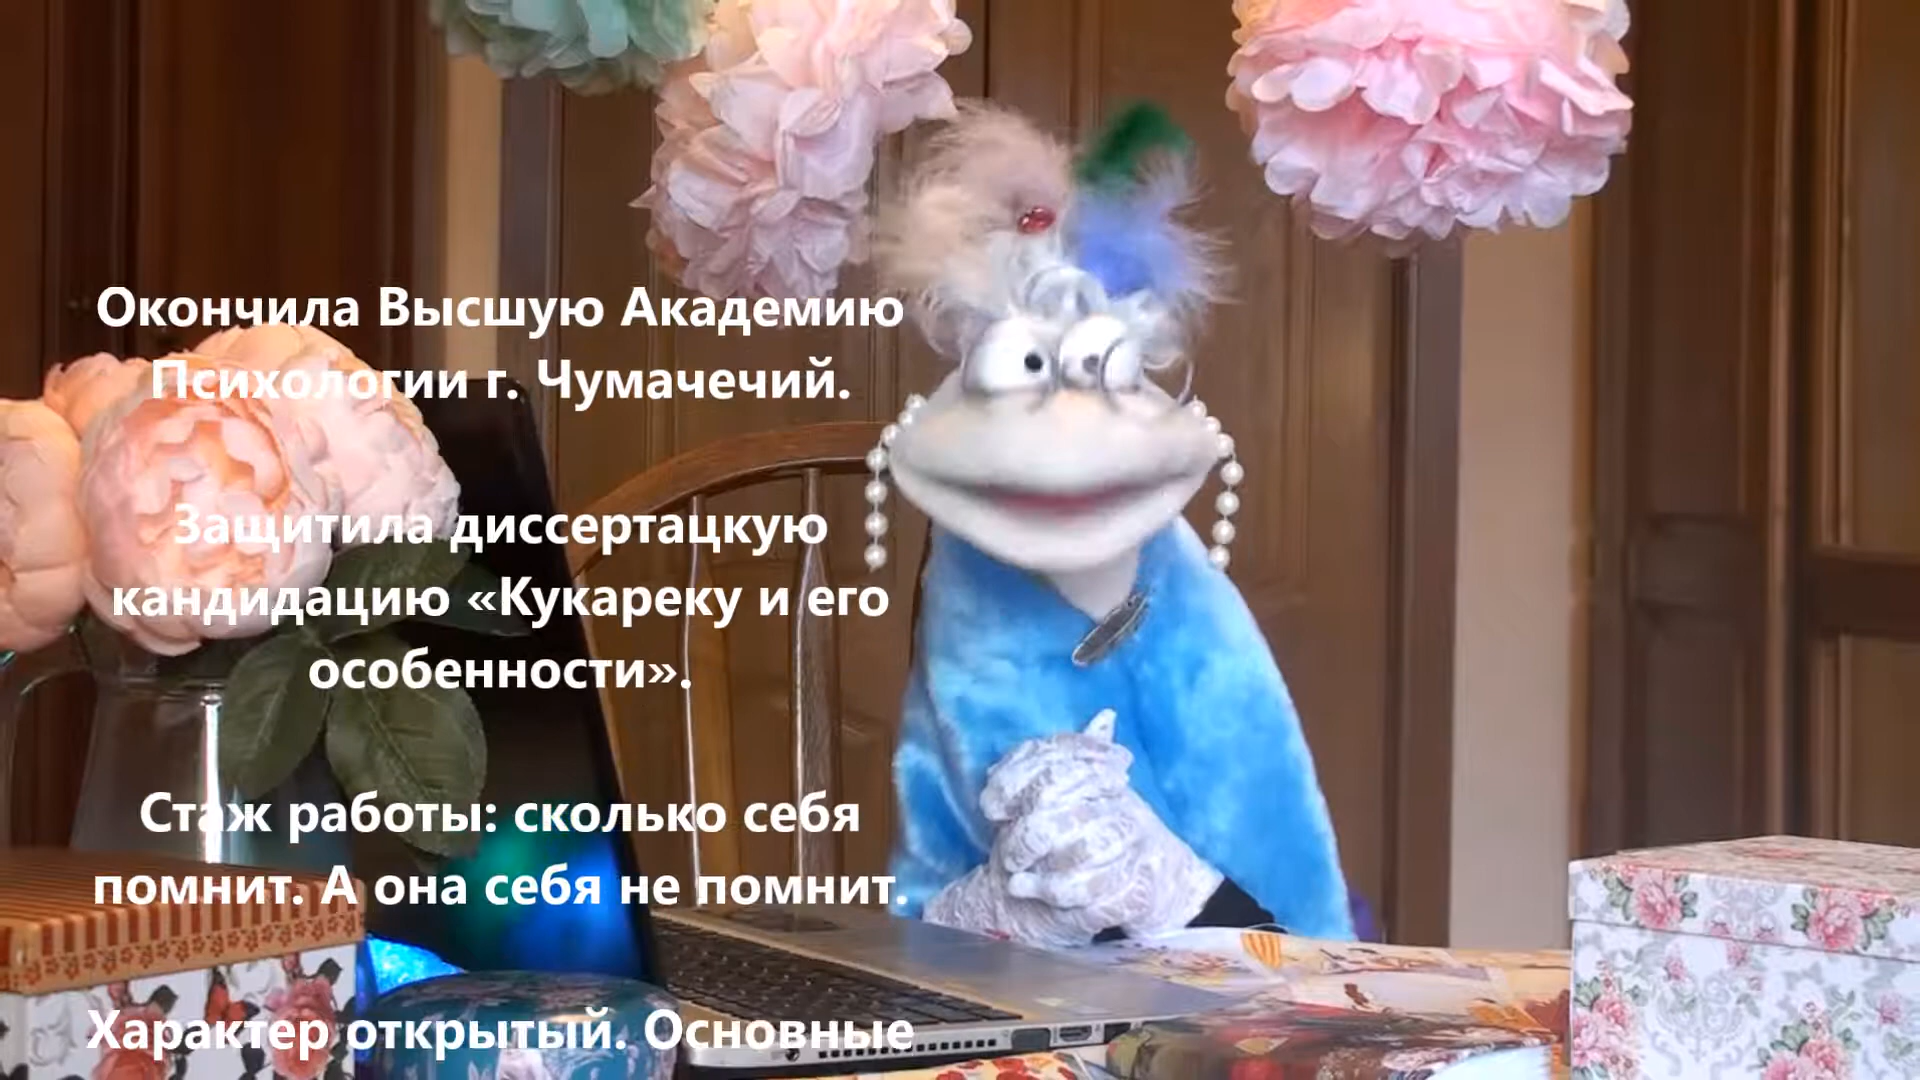 Окончила Высшую Академию
Психологии г. Чумачечий.
Защитила диссертацкую
кандидацию «Кукареку и его
особенности».
Стаж работы: сколько себя
помнит. А она себя не помнит.
Характер открытый. Основные